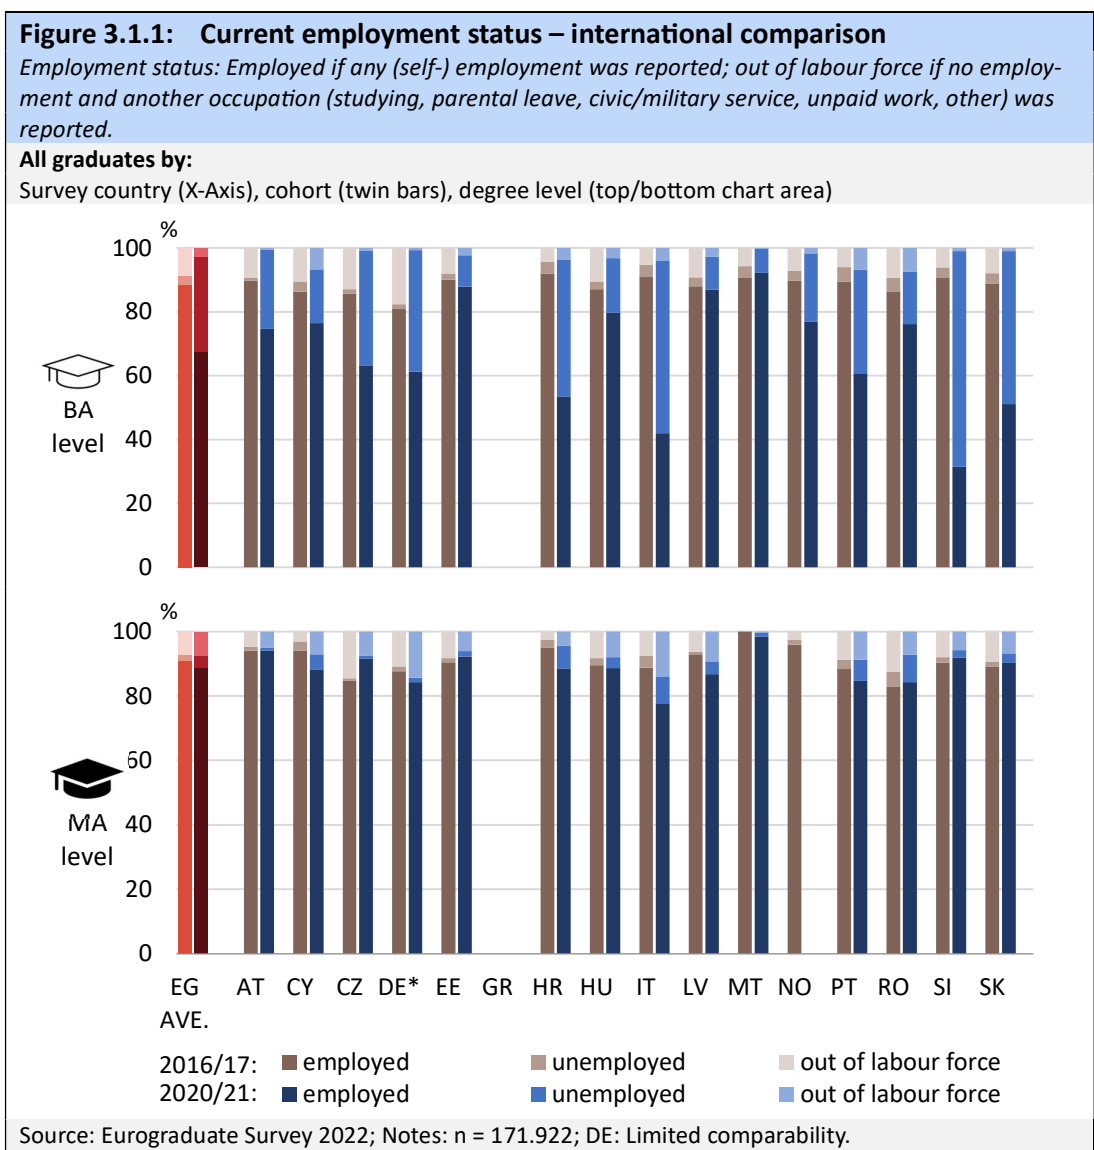 Figure 3.1.1: Current employment status – international comparison
Employment status: Employed if any (self-) employment was reported; out of labour force if no employ-
ment and another occupation (studying, parental leave, civic/military service, unpaid work, other) was
reported.
All graduates by:
Survey country (X-Axis), cohort (twin bars), degree level (top/bottom chart area)
%
100
80
60
40
20
0
BA
level
%
100
80
60
40
20
0
MA
level
EG AT CY CZ DE* EE GR HR HU IT LV MT NO PT RO SI SK
AVE.
2016/17: employed unemployed out of labour force
2020/21: employed unemployed out of labour force
Source: Eurograduate Survey 2022; Notes: n = 171.922; DE: Limited comparability.